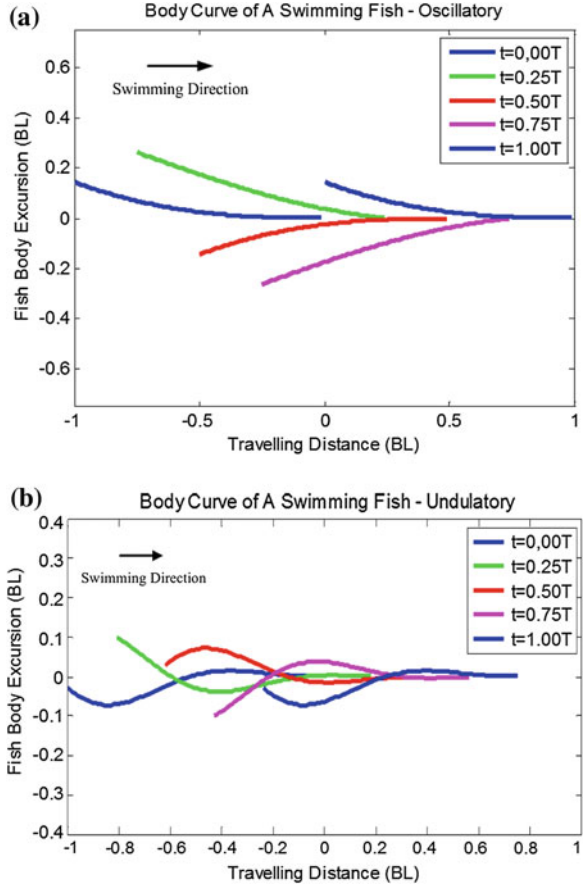 (a)
Body Curve of A Swimming Fish - Oscillatory
Fish Body Excursion (BL)
0.6
0.4
0.2
0
-0.2
-0.4
-0.6
Swimming Direction
t=0,00T
t=0.25T
t=0.50T
t=0.75T
t=1.00T
-1
-0.5
0
0.5
1
Travelling Distance (BL)
(b)
Body Curve of A Swimming Fish - Undulatory
Fish Body Excursion (BL)
0.4
0.3
0.2
0.1
0
-0.1
-0.2
-0.3
-0.4
Swimming Direction
t=0,00T
t=0.25T
t=0.50T
t=0.75T
t=1.00T
-1
-0.8
-0.6
-0.4
-0.2
0
0.2
0.4
0.6
0.8
1
Travelling Distance (BL)